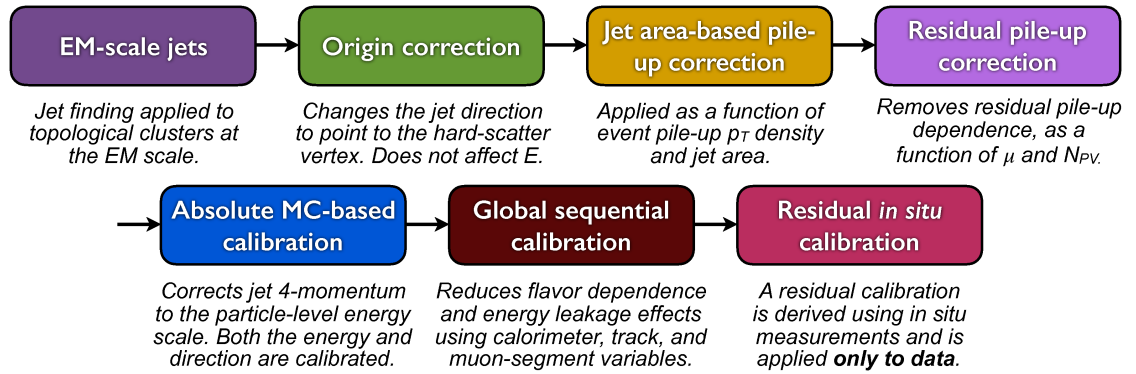 EM-scale jets
Jet finding applied to
topological clusters at
the EM scale.
Origin correction
Changes the jet direction
to point to the hard-scatter
vertex. Does not affect E.
Jet area-based pile-
up correction
Applied as a function of
event pile-up pT density
and jet area.
Residual pile-up
correction
Removes residual pile-up
dependence, as a
function of μ and NPV.
Absolute MC-based
calibration
Corrects jet 4-momentum
to the particle-level energy
scale. Both the energy and
direction are calibrated.
Global sequential
calibration
Reduces flavor dependence
and energy leakage effects
using calorimeter, track, and
muon-segment variables.
Residual in situ
calibration
A residual calibration
is derived using in situ
measurements and is
applied only to data.